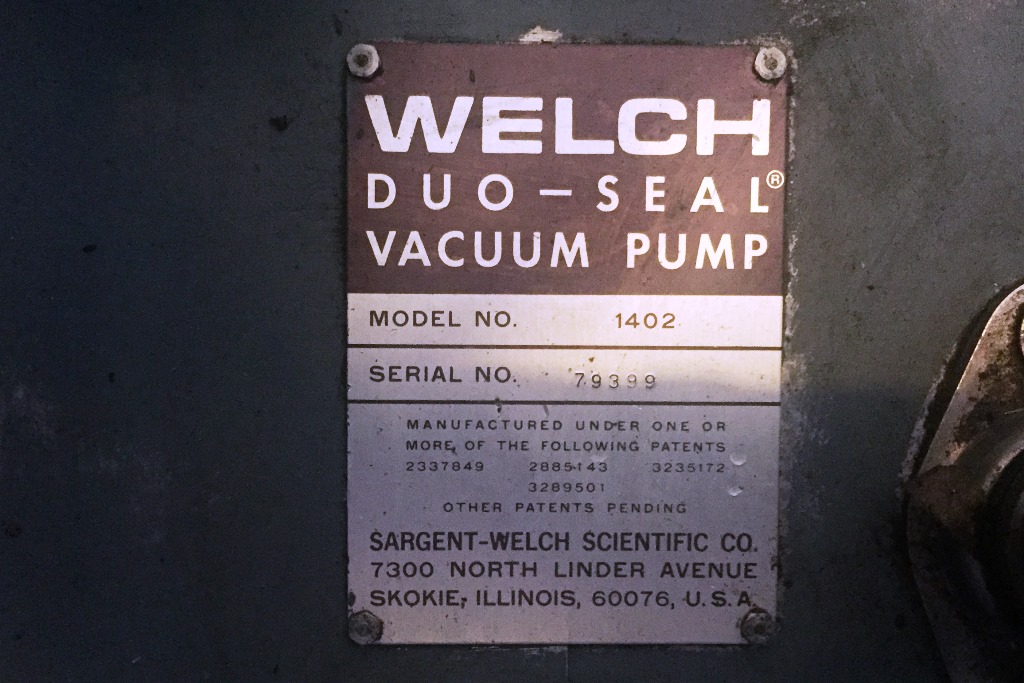 WELCH
DUO-SEAL®
VACUUM PUMP
MODEL NO. 1402
SERIAL NO. 79399
MANUFACTURED UNDER ONE OR
MORE OF THE FOLLOWING PATENTS
2337849 2885143 3235172
3289501
OTHER PATENTS PENDING
SARGENT-WELCH SCIENTIFIC CO.
7300 NORTH LINDER AVENUE
SKOKIE, ILLINOIS, 60076, U.S.A.